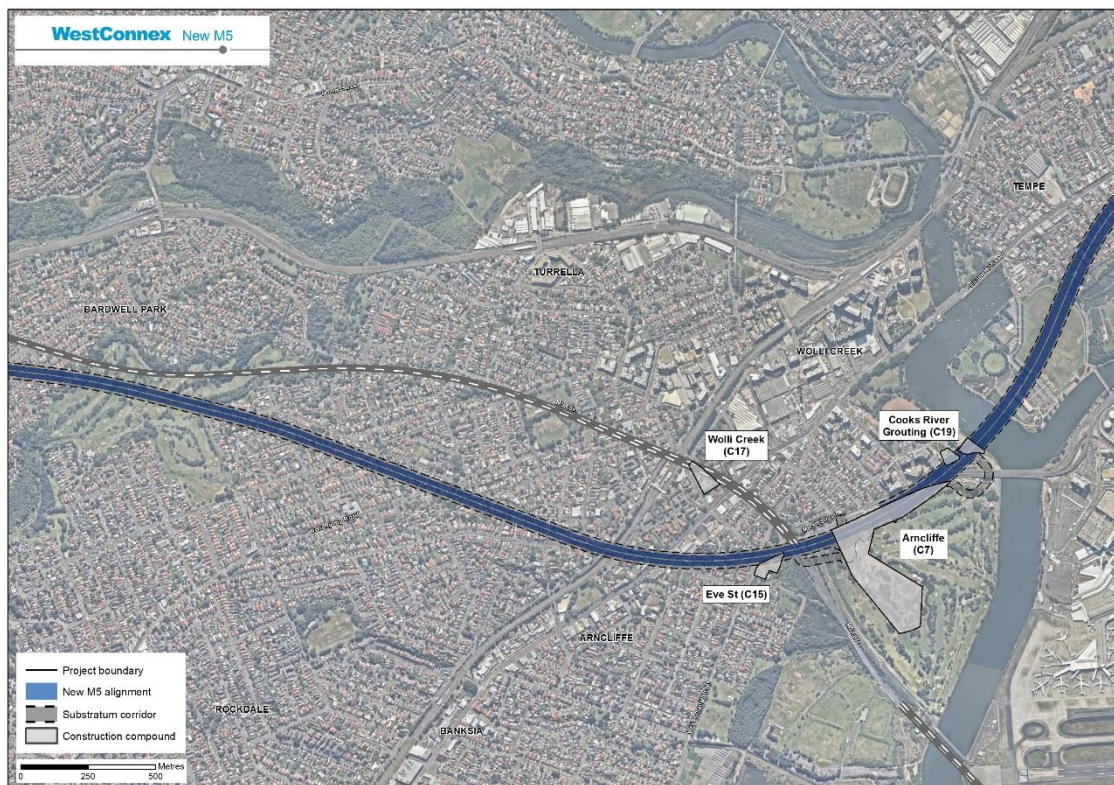 WestConnex New M5
TEMPE
TURRELLA
BARDWELL PARK
WOLLI CREEK
Cooks River
Grouting (C19)
Wolli Creek
(C17)
Arncliffe
(C7)
Eve St (C15)
ARNCLIFFE
ROCKDALE
BANKSIA
Project boundary
New M5 alignment
Substratum corridor
Construction compound
Metres
0 250 500